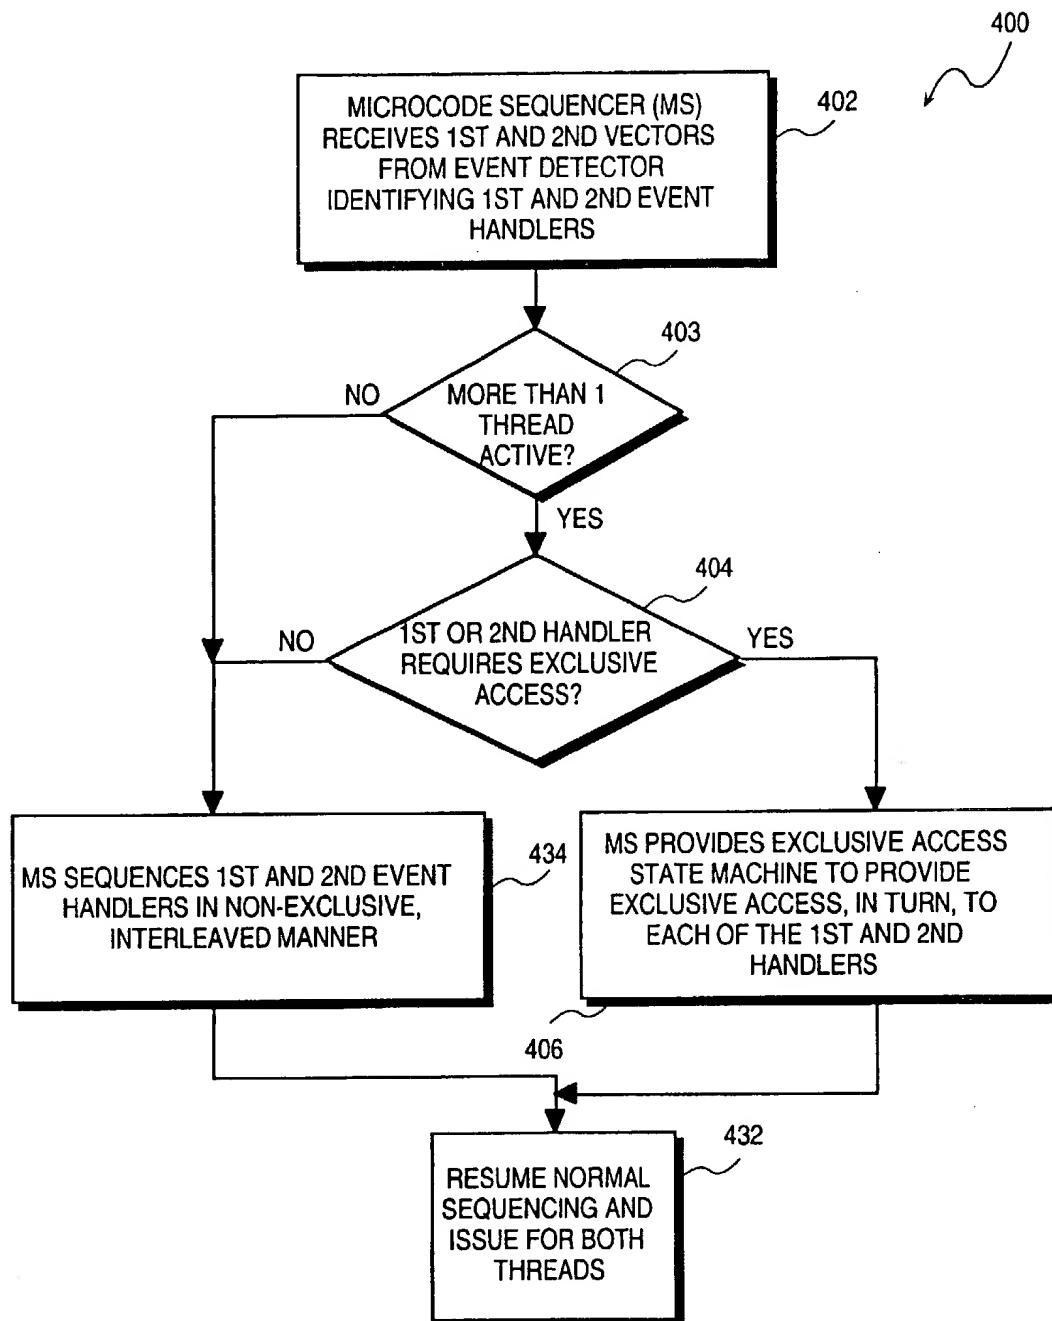 400
MICROCODE SEQUENCER (MS)
RECEIVES 1ST AND 2ND VECTORS
FROM EVENT DETECTOR
IDENTIFYING 1ST AND 2ND EVENT
HANDLERS
402
403
MORE THAN 1
THREAD
ACTIVE?
NO
YES
404
1ST OR 2ND HANDLER
REQUIRES EXCLUSIVE
ACCESS?
NO
YES
MS SEQUENCES 1ST AND 2ND EVENT
HANDLERS IN NON-EXCLUSIVE,
INTERLEAVED MANNER
434
MS PROVIDES EXCLUSIVE ACCESS
STATE MACHINE TO PROVIDE
EXCLUSIVE ACCESS, IN TURN, TO
EACH OF THE 1ST AND 2ND
HANDLERS
406
432
RESUME NORMAL
SEQUENCING AND
ISSUE FOR BOTH
THREADS